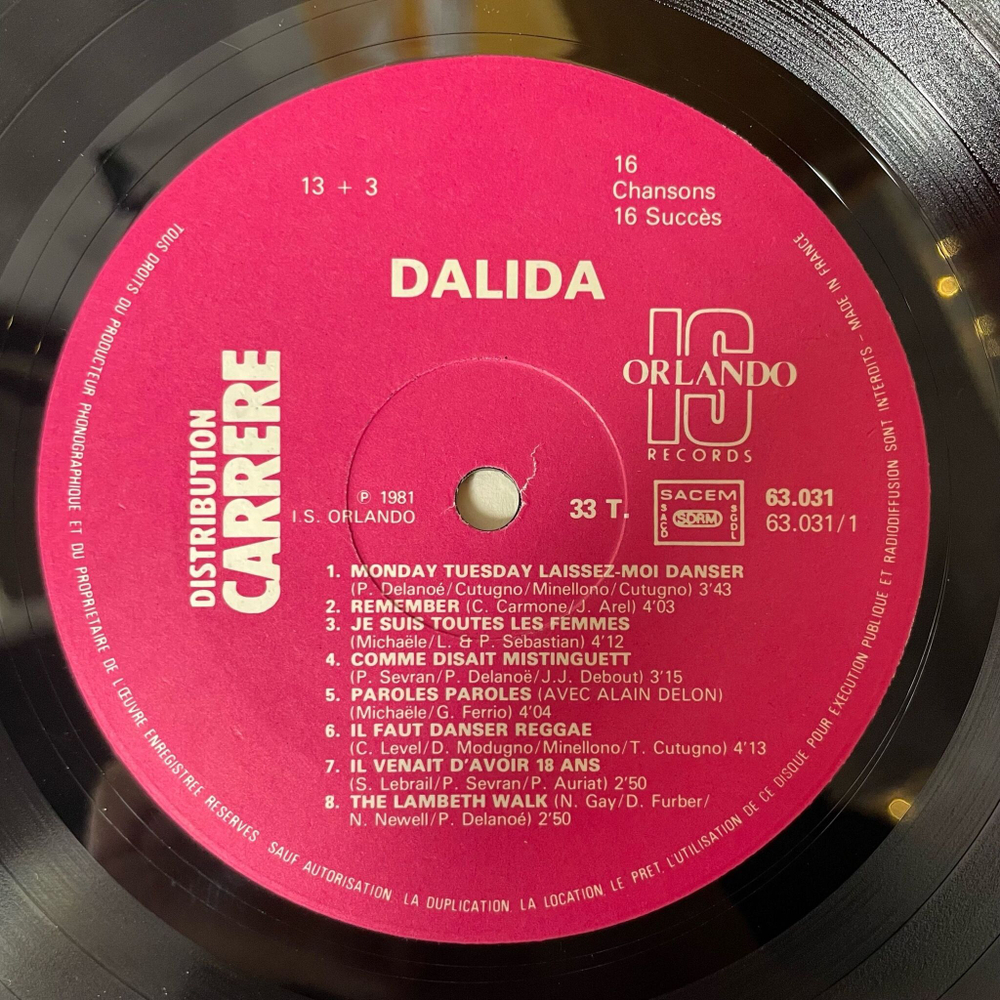 13 + 3
16
Chansons
16 Succès
DALIDA
IS
ORLANDO
RECORDS
DISTRIBUTION
CARRERE
Ⓟ 1981
I.S. ORLANDO
33 T.
SACEM
SACD
SDRM
SGDL
63.031
63.031/1
1. MONDAY TUESDAY LAISSEZ-MOI DANSER
(P. Delanoé/Cutugno/Minellono/Cutugno) 3'43
2. REMEMBER (C. Carmone/J. Arel) 4'03
3. JE SUIS TOUTES LES FEMMES
(Michaële/L. & P. Sebastian) 4'12
4. COMME DISAIT MISTINGUETT
(P. Sevran/P. Delanoë/J.J. Debout) 3'15
5. PAROLES PAROLES (AVEC ALAIN DELON)
(Michaële/G. Ferrio) 4'04
6. IL FAUT DANSER REGGAE
(C. Level/D. Modugno/Minellono/T. Cutugno) 4'13
7. IL VENAIT D'AVOIR 18 ANS
(S. Lebrail/P. Sevran/P. Auriat) 2'50
8. THE LAMBETH WALK (N. Gay/D. Furber/
N. Newell/P. Delanoé) 2'50
TOUS DROITS DU PRODUCTEUR PHONOGRAPHIQUE ET DU PROPRIETAIRE DE L'ŒUVRE ENREGISTREE RESERVES SAUF AUTORISATION. LA DUPLICATION. LA LOCATION. LE PRET. L'UTILISATION DE CE DISQUE POUR EXECUTION PUBLIQUE ET RADIODIFFUSION SONT INTERDITS - MADE IN FRANCE